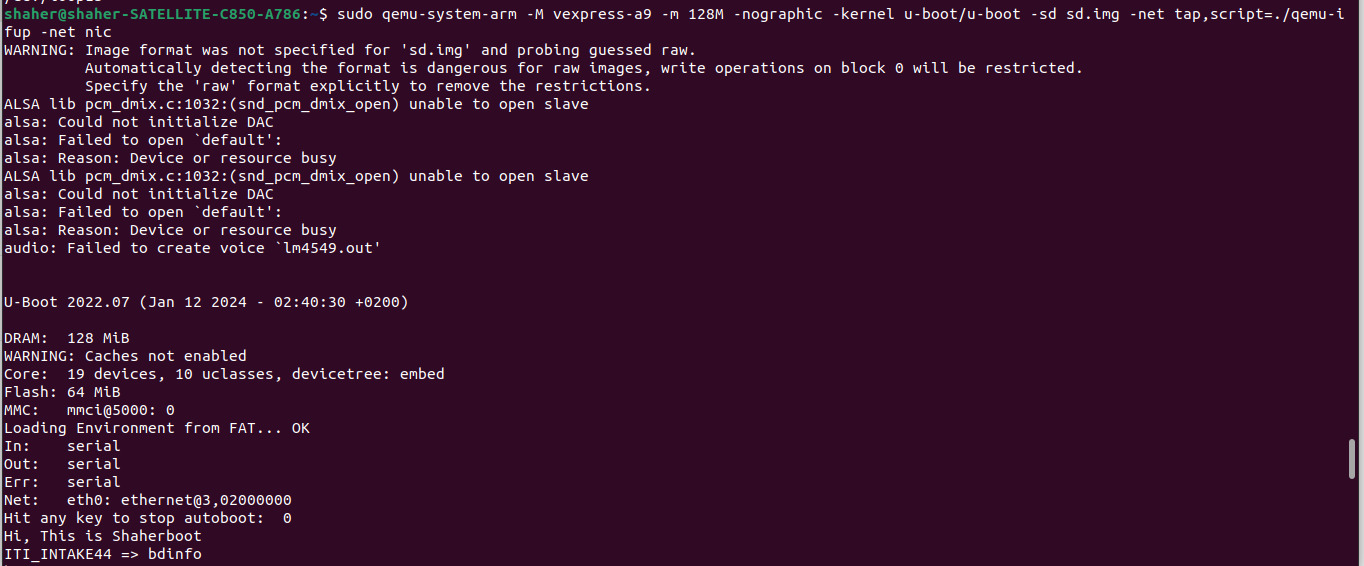 shaher@shaher-SATELLITE-C850-A786:~$ sudo qemu-system-arm -M vexpress-a9 -m 128M -nographic -kernel u-boot/u-boot -sd sd.img -net tap,script=./qemu-i
fup -net nic
WARNING: Image format was not specified for 'sd.img' and probing guessed raw.
         Automatically detecting the format is dangerous for raw images, write operations on block 0 will be restricted.
         Specify the 'raw' format explicitly to remove the restrictions.
ALSA lib pcm_dmix.c:1032:(snd_pcm_dmix_open) unable to open slave
alsa: Could not initialize DAC
alsa: Failed to open `default':
alsa: Reason: Device or resource busy
ALSA lib pcm_dmix.c:1032:(snd_pcm_dmix_open) unable to open slave
alsa: Could not initialize DAC
alsa: Failed to open `default':
alsa: Reason: Device or resource busy
audio: Failed to create voice `lm4549.out'
U-Boot 2022.07 (Jan 12 2024 - 02:40:30 +0200)
DRAM:  128 MiB
WARNING: Caches not enabled
Core:  19 devices, 10 uclasses, devicetree: embed
Flash: 64 MiB
MMC:   mmci@5000: 0
Loading Environment from FAT... OK
In:    serial
Out:   serial
Err:   serial
Net:   eth0: ethernet@3,02000000
Hit any key to stop autoboot:  0
Hi, This is Shaherboot
ITI_INTAKE44 => bdinfo